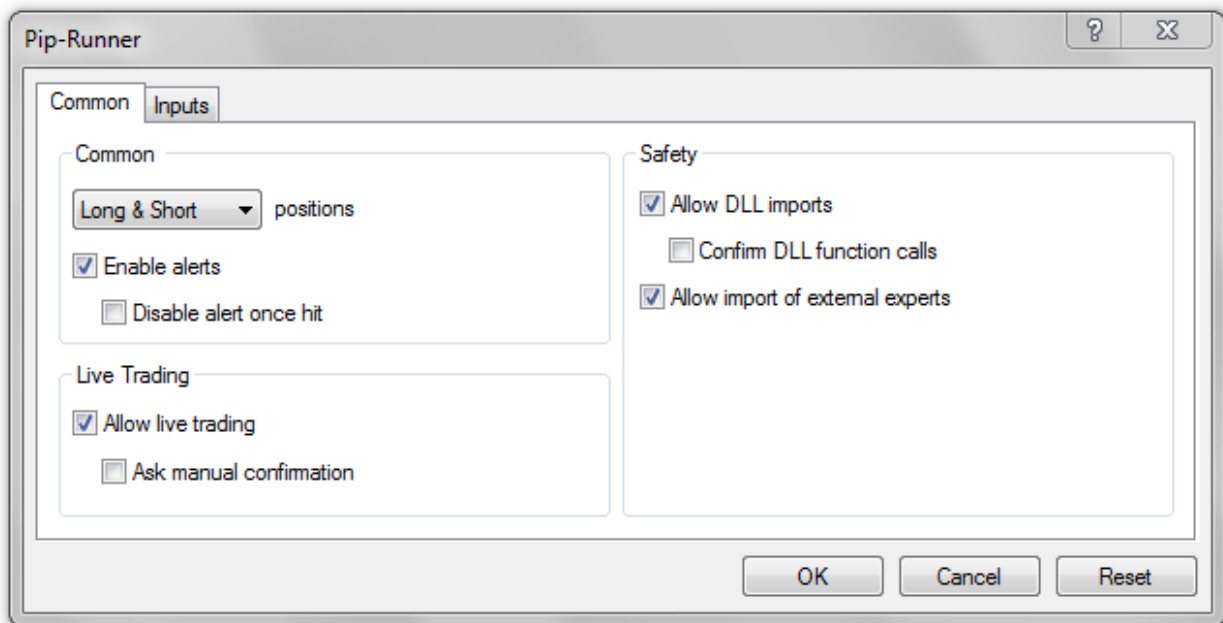 Pip-Runner
Common
Inputs
Common
Long & Short positions
Enable alerts
Disable alert once hit
Live Trading
Allow live trading
Ask manual confirmation
Safety
Allow DLL imports
Confirm DLL function calls
Allow import of external experts
OK
Cancel
Reset